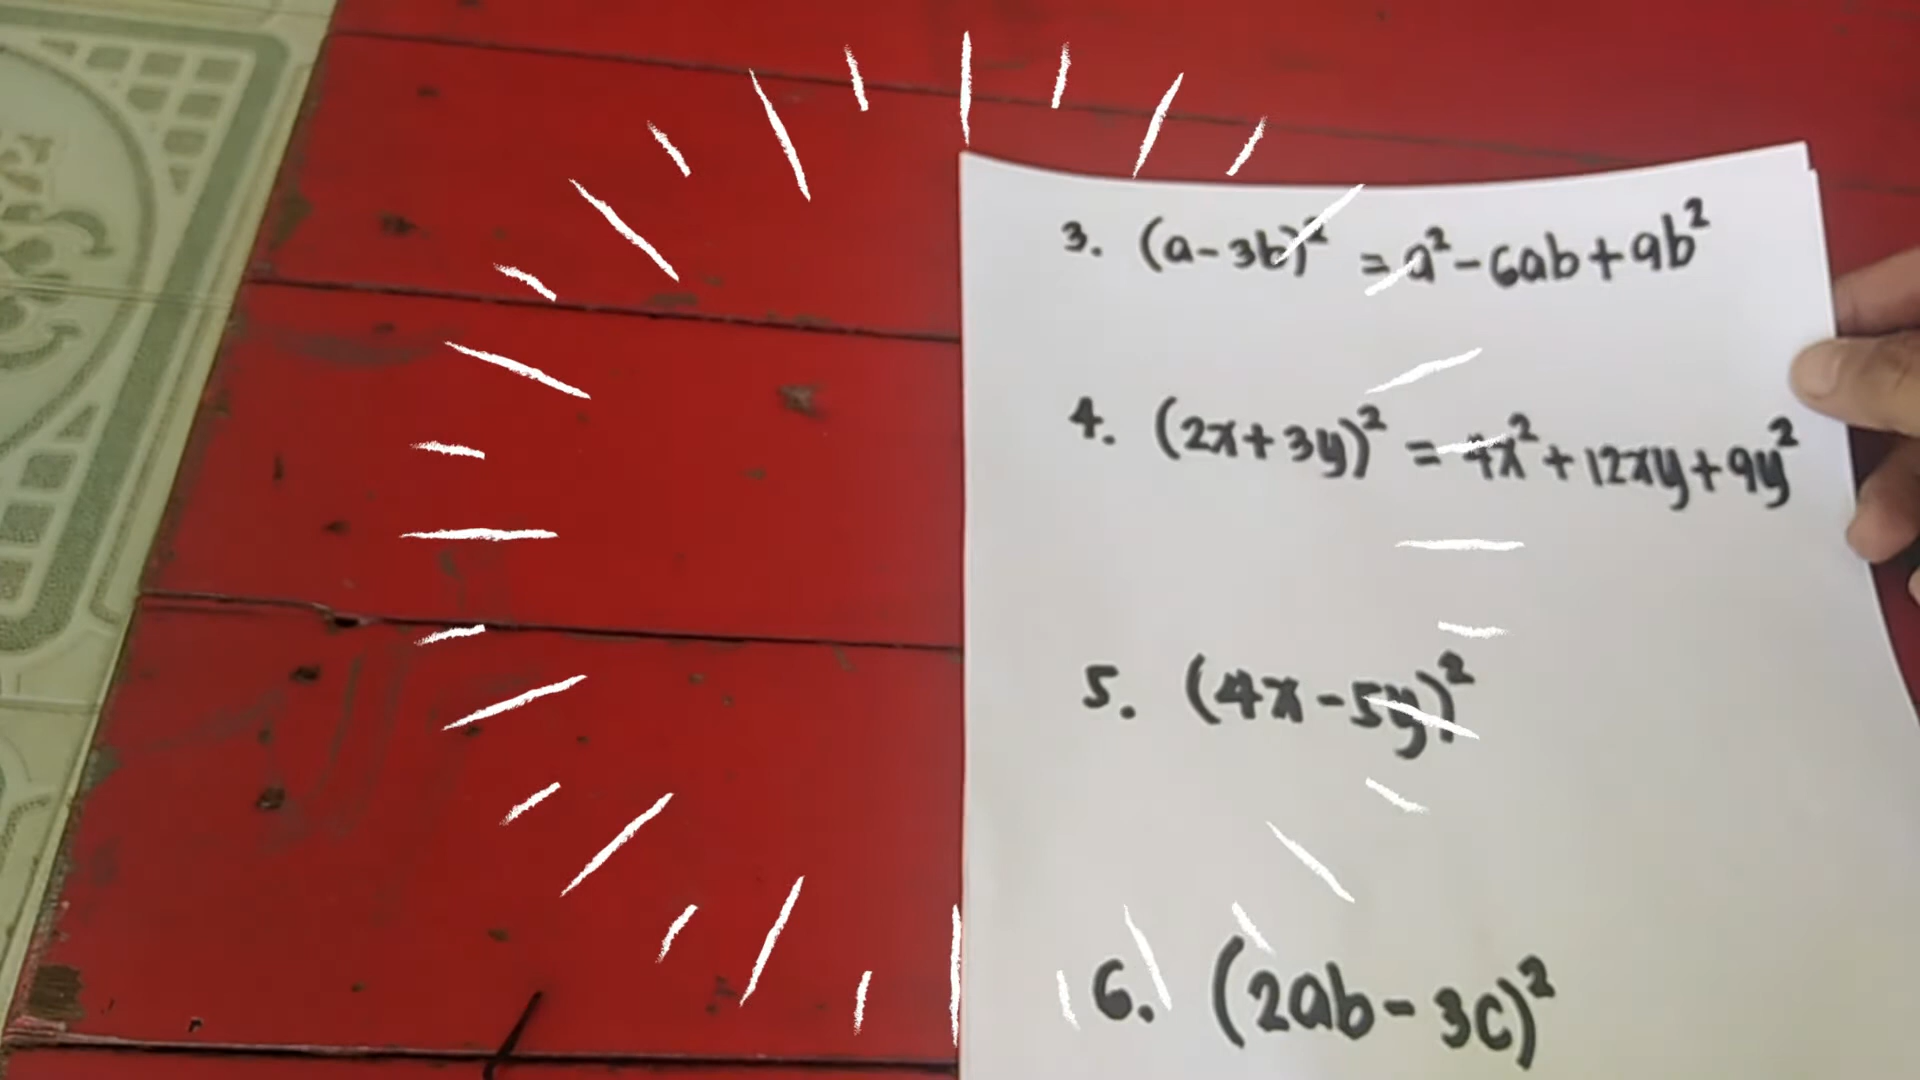 3. (a-3b)² = a²-6ab+9b²
4. (2x+3y)² = 4x²+12xy+9y²
5. (4x-5y)²
6. (2ab-3c)²